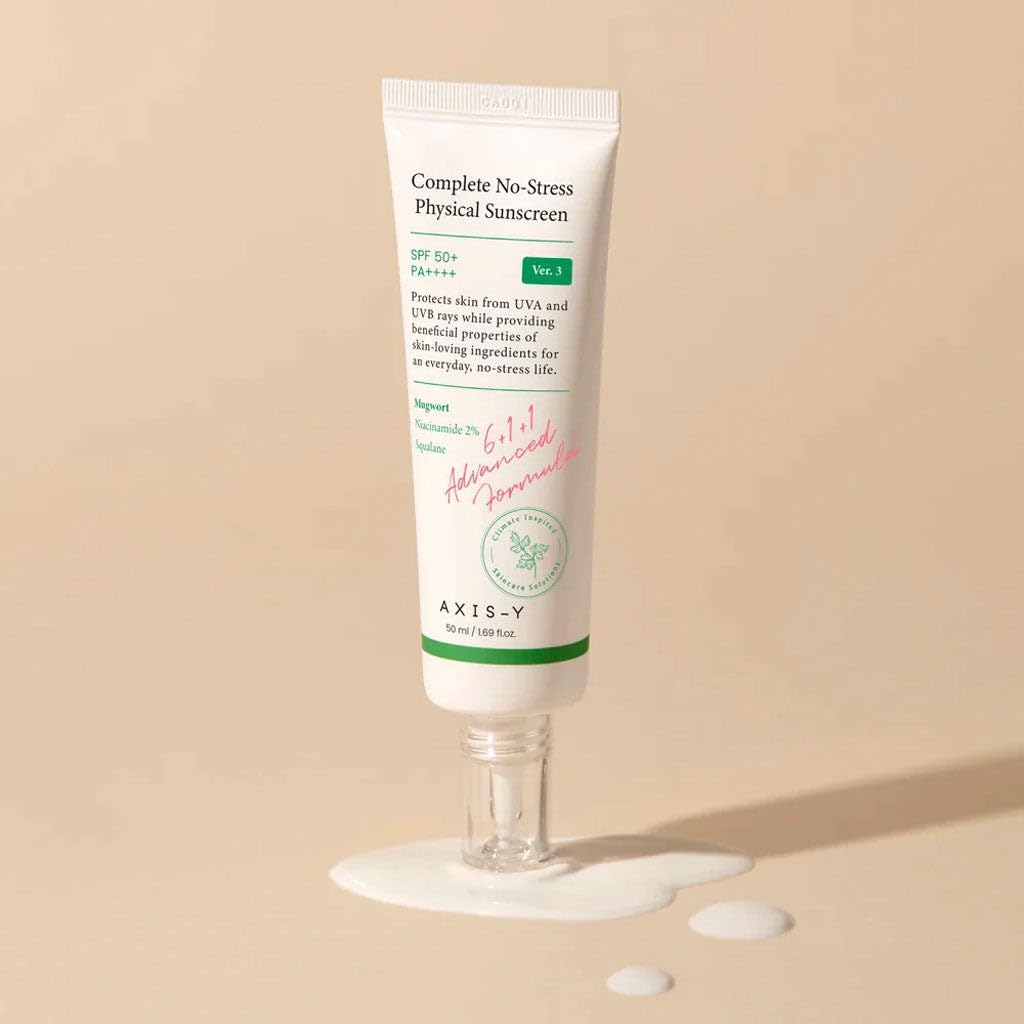 CA001
Complete No-Stress
Physical Sunscreen
SPF 50+
PA++++
Ver. 3
Protects skin from UVA and
UVB rays while providing
beneficial properties of
skin-loving ingredients for
an everyday, no-stress life.
Mugwort
Niacinamide 2%
Squalane
6+1+1
Advanced
Formula
Climate Inspired
Skincare Solutions
AXIS-Y
50 ml / 1.69 fl.oz.